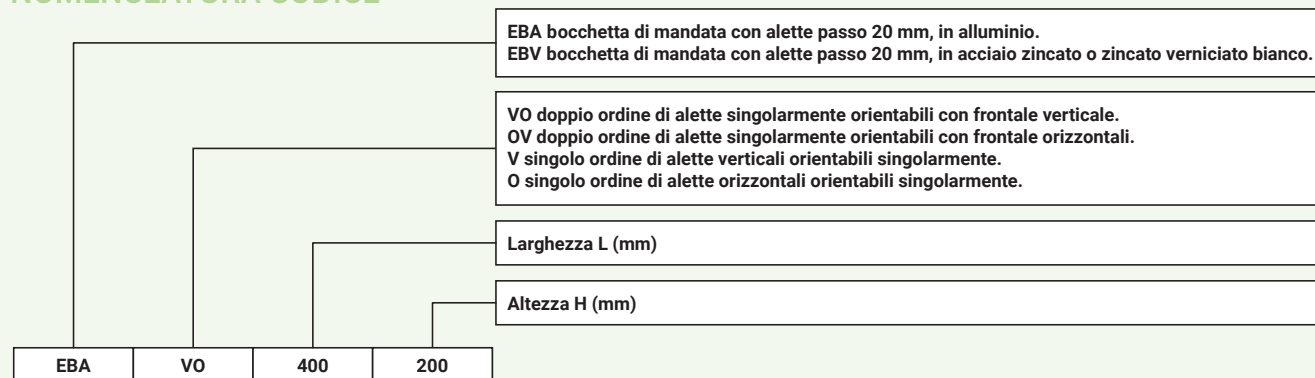 NOMENCLATURA CODICE
EBA bocchetta di mandata con alette passo 20 mm, in alluminio.
EBV bocchetta di mandata con alette passo 20 mm, in acciaio zincato o zincato verniciato bianco.
VO doppio ordine di alette singolarmente orientabili con frontale verticale.
OV doppio ordine di alette singolarmente orientabili con frontale orizzontali.
V singolo ordine di alette verticali orientabili singolarmente.
O singolo ordine di alette orizzontali orientabili singolarmente.
Larghezza L (mm)
Altezza H (mm)
EBA VO 400 200